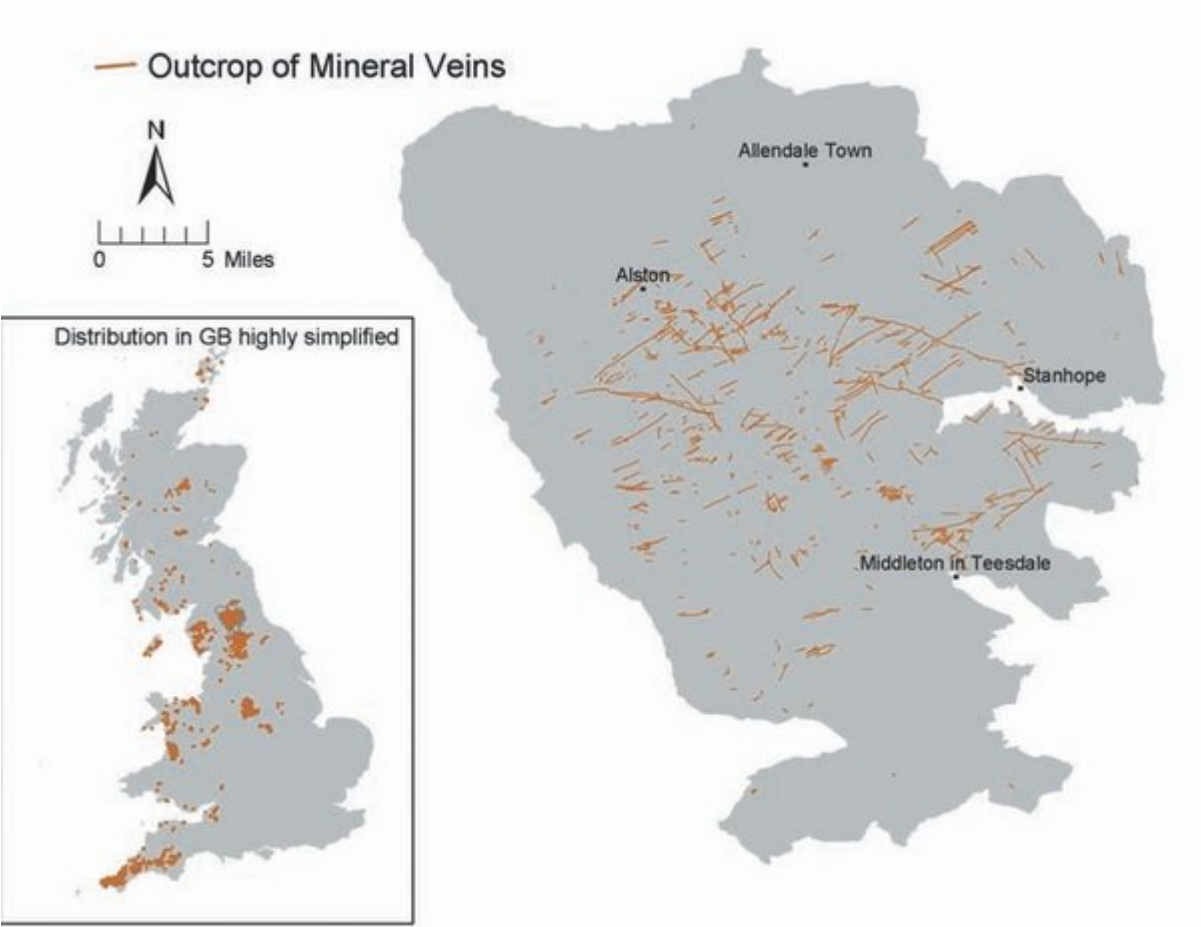 Outcrop of Mineral Veins
N
0 5 Miles
Distribution in GB highly simplified
Allendale Town
Alston
Stanhope
Middleton in Teesdale